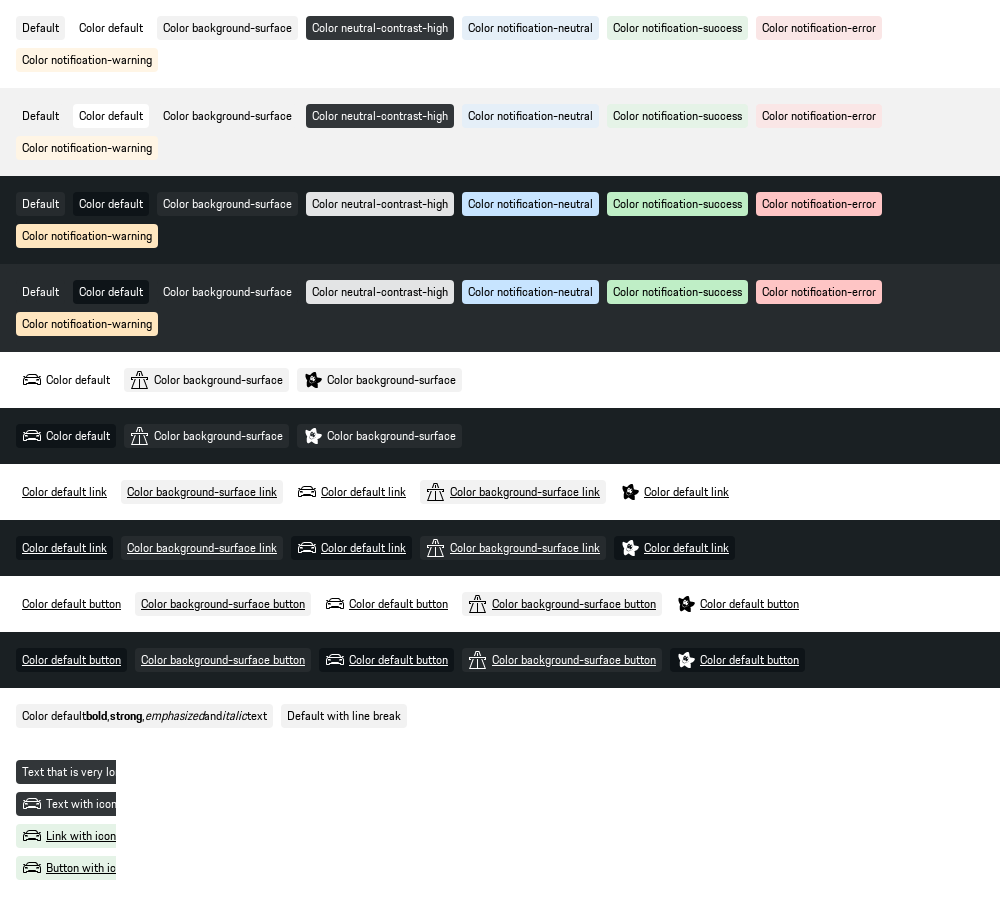 Default Color default Color background-surface Color neutral-contrast-high Color notification-neutral Color notification-success Color notification-error
Color notification-warning
Default Color default Color background-surface Color neutral-contrast-high Color notification-neutral Color notification-success Color notification-error
Color notification-warning
Default Color default Color background-surface Color neutral-contrast-high Color notification-neutral Color notification-success Color notification-error
Color notification-warning
Default Color default Color background-surface Color neutral-contrast-high Color notification-neutral Color notification-success Color notification-error
Color notification-warning
Color default Color background-surface Color background-surface
Color default Color background-surface Color background-surface
Color default link Color background-surface link Color default link Color background-surface link Color default link
Color default link Color background-surface link Color default link Color background-surface link Color default link
Color default button Color background-surface button Color default button Color background-surface button Color default button
Color default button Color background-surface button Color default button Color background-surface button Color default button
Color defaultbold,strong,emphasizedanditalictext Default with line break
Text that is very lo
Text with icon
Link with icon
Button with ic